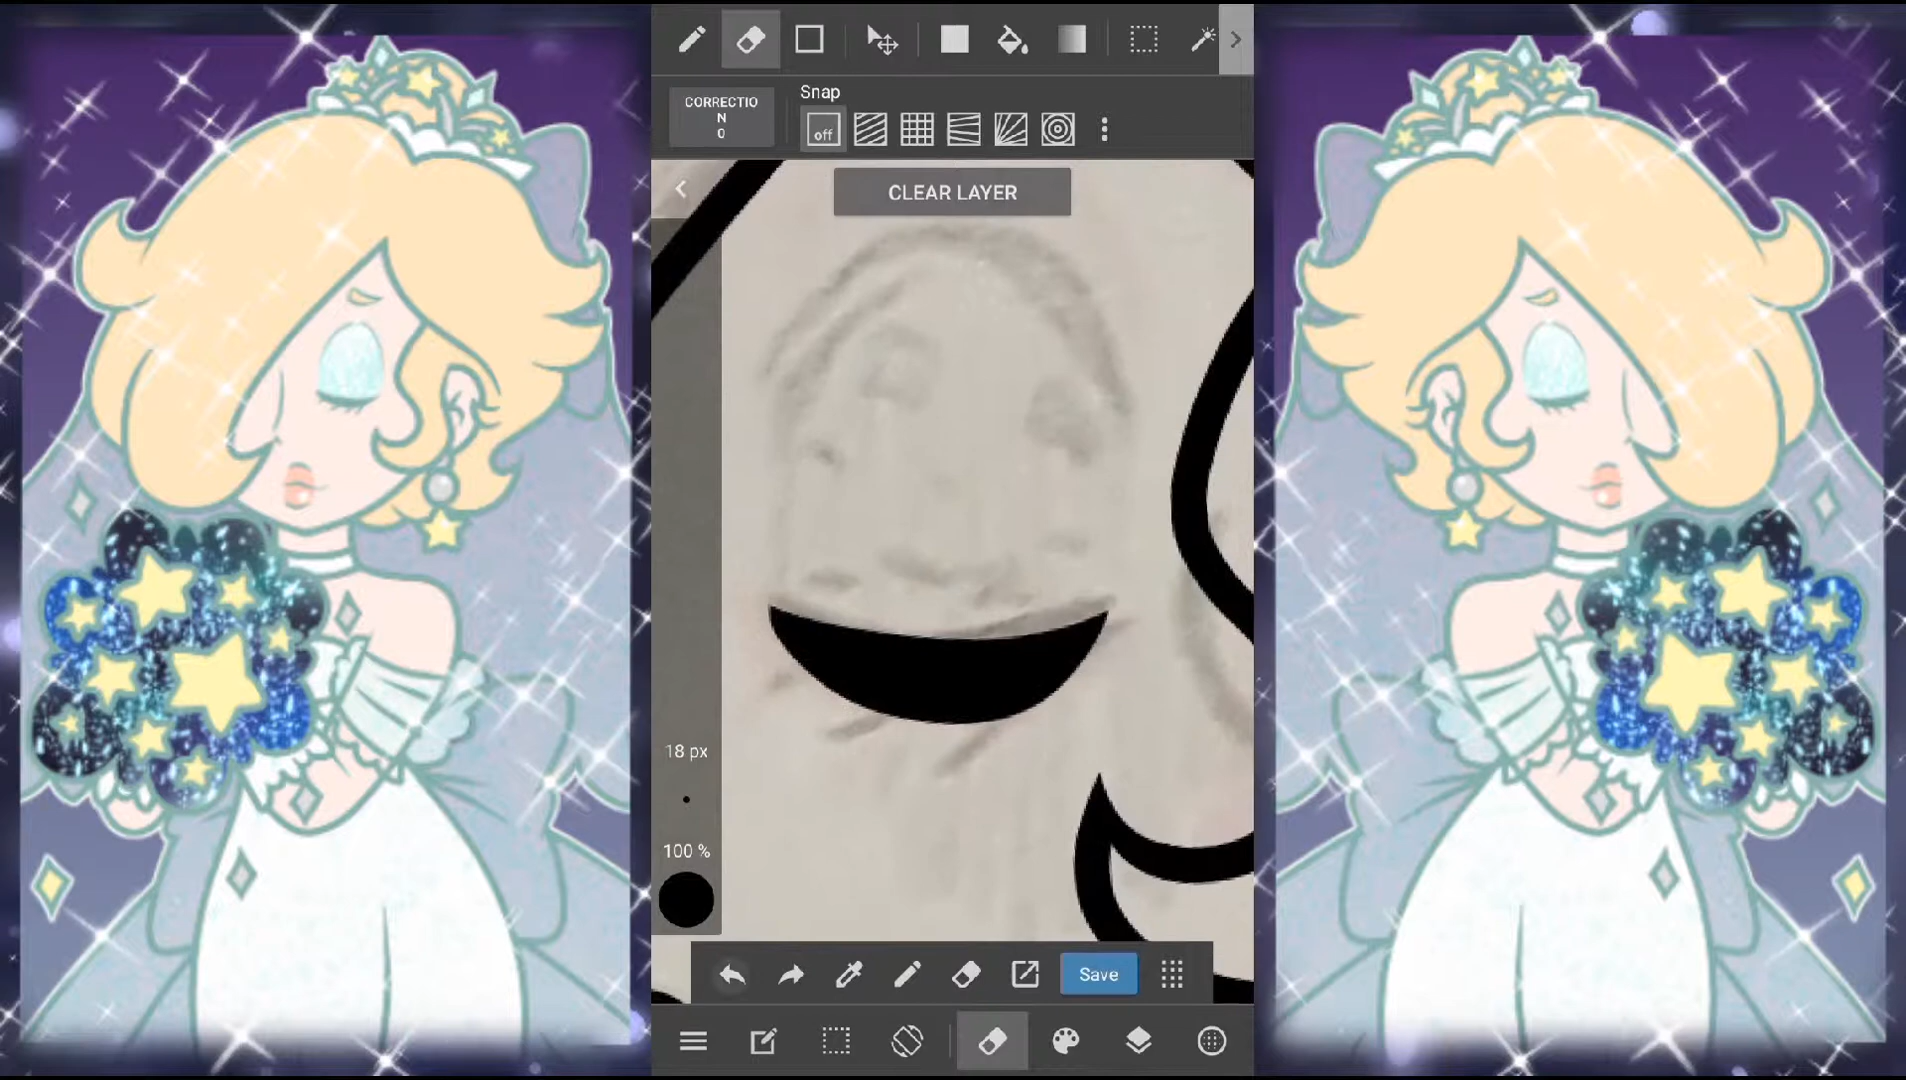 CORRECTIO
N
0
Snap
off
CLEAR LAYER
18 px
100 %
Save